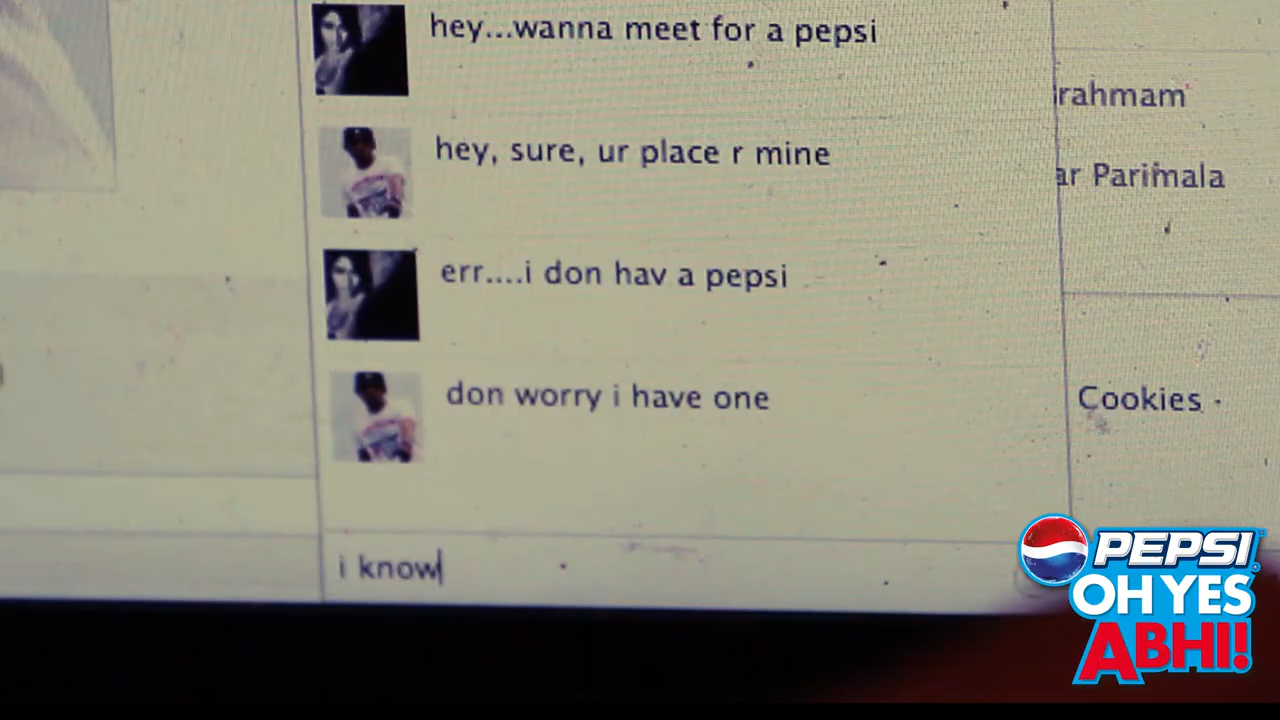 hey...wanna meet for a pepsi
hey, sure, ur place r mine
err....i don hav a pepsi
don worry i have one
i know
rahmam
ar Parimala
Cookies ·
PEPSI
OH YES
ABHI!